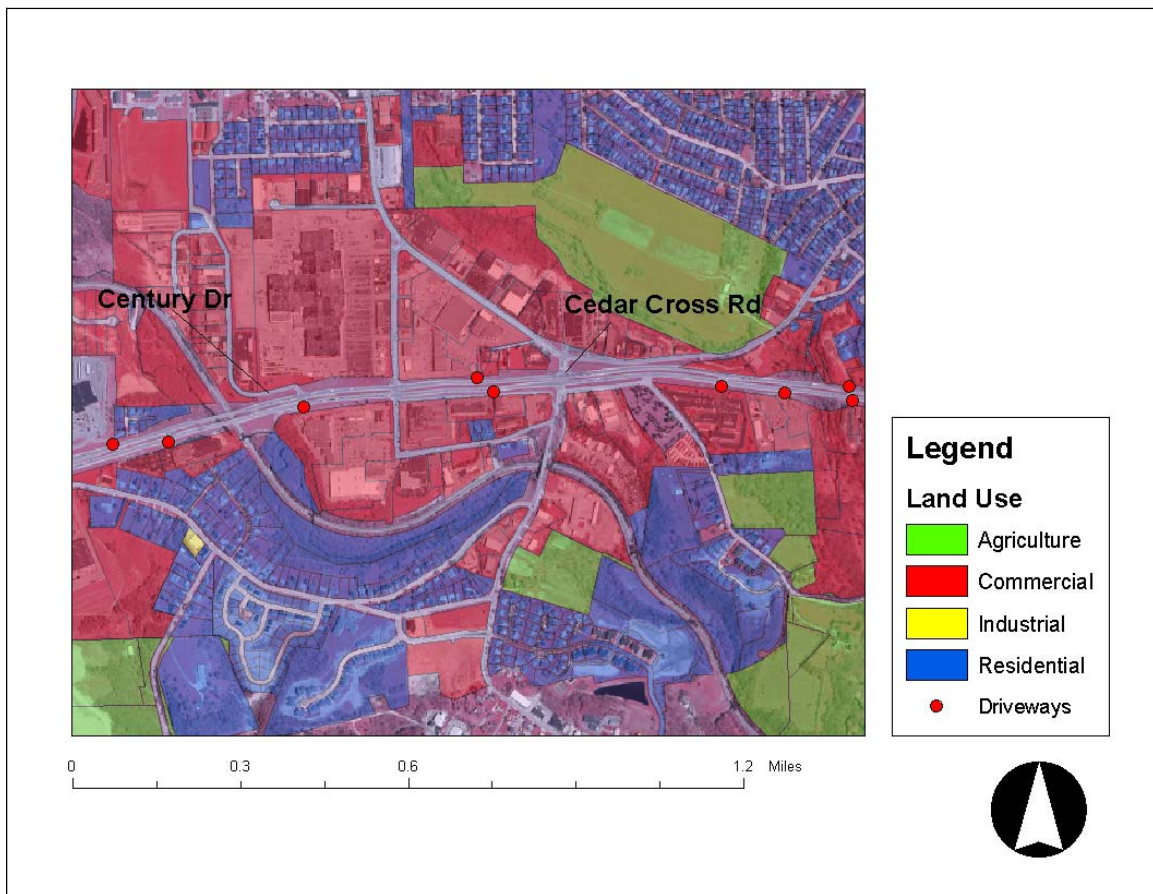 Century Dr
Cedar Cross Rd
Legend
Land Use
Agriculture
Commercial
Industrial
Residential
Driveways
0 0.3 0.6 1.2 Miles